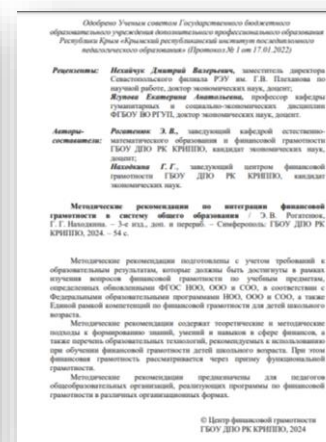 Одобрено Ученым советом Государственного бюджетного
образовательного учреждения дополнительного профессионального образования
Республики Крым «Крымский республиканский институт последипломного
педагогического образования» (Протокол № 1 от 17.01.2022)
Рецензенты: Нехайчук Дмитрий Валериевич, заместитель директора
Севастопольского филиала РЭУ им. Г.В. Плеханова по
научной работе, доктор экономических наук, доцент;
Ягупова Екатерина Анатольевна, профессор кафедры
гуманитарных и социально-экономических дисциплин
ФГБОУ ВО РГУП, доктор экономических наук, доцент.
Авторы-составители: Рогатенюк Э. В., заведующий кафедрой естественно-
математического образования и финансовой грамотности
ГБОУ ДПО РК КРИППО, кандидат экономических наук,
доцент;
Находкина Г. Г., заведующий центром финансовой
грамотности ГБОУ ДПО РК КРИППО, кандидат
экономических наук.
Методические рекомендации по интеграции финансовой
грамотности в систему общего образования / Э. В. Рогатенюк,
Г. Г. Находкина. – 3-е изд., доп. и перераб. – Симферополь: ГБОУ ДПО РК
КРИППО, 2024. – 54 с.
Методические рекомендации подготовлены с учетом требований к
образовательным результатам, которые должны быть достигнуты в рамках
изучения вопросов финансовой грамотности по учебным предметам,
определенных обновленными ФГОС НОО, ООО и СОО, в соответствии с
Федеральными образовательными программами НОО, ООО и СОО, а также
Единой рамкой компетенций по финансовой грамотности для детей школьного
возраста.
Методические рекомендации содержат теоретические и методические
подходы к формированию знаний, умений и навыков в сфере финансов, а
также перечень образовательных технологий, рекомендуемых к использованию
при обучении финансовой грамотности детей школьного возраста. При этом
финансовая грамотность рассматривается через призму функциональной
грамотности.
Методические рекомендации предназначены для педагогов
общеобразовательных организаций, реализующих программы по финансовой
грамотности в различных организационных формах.
© Центр финансовой грамотности
ГБОУ ДПО РК КРИППО, 2024